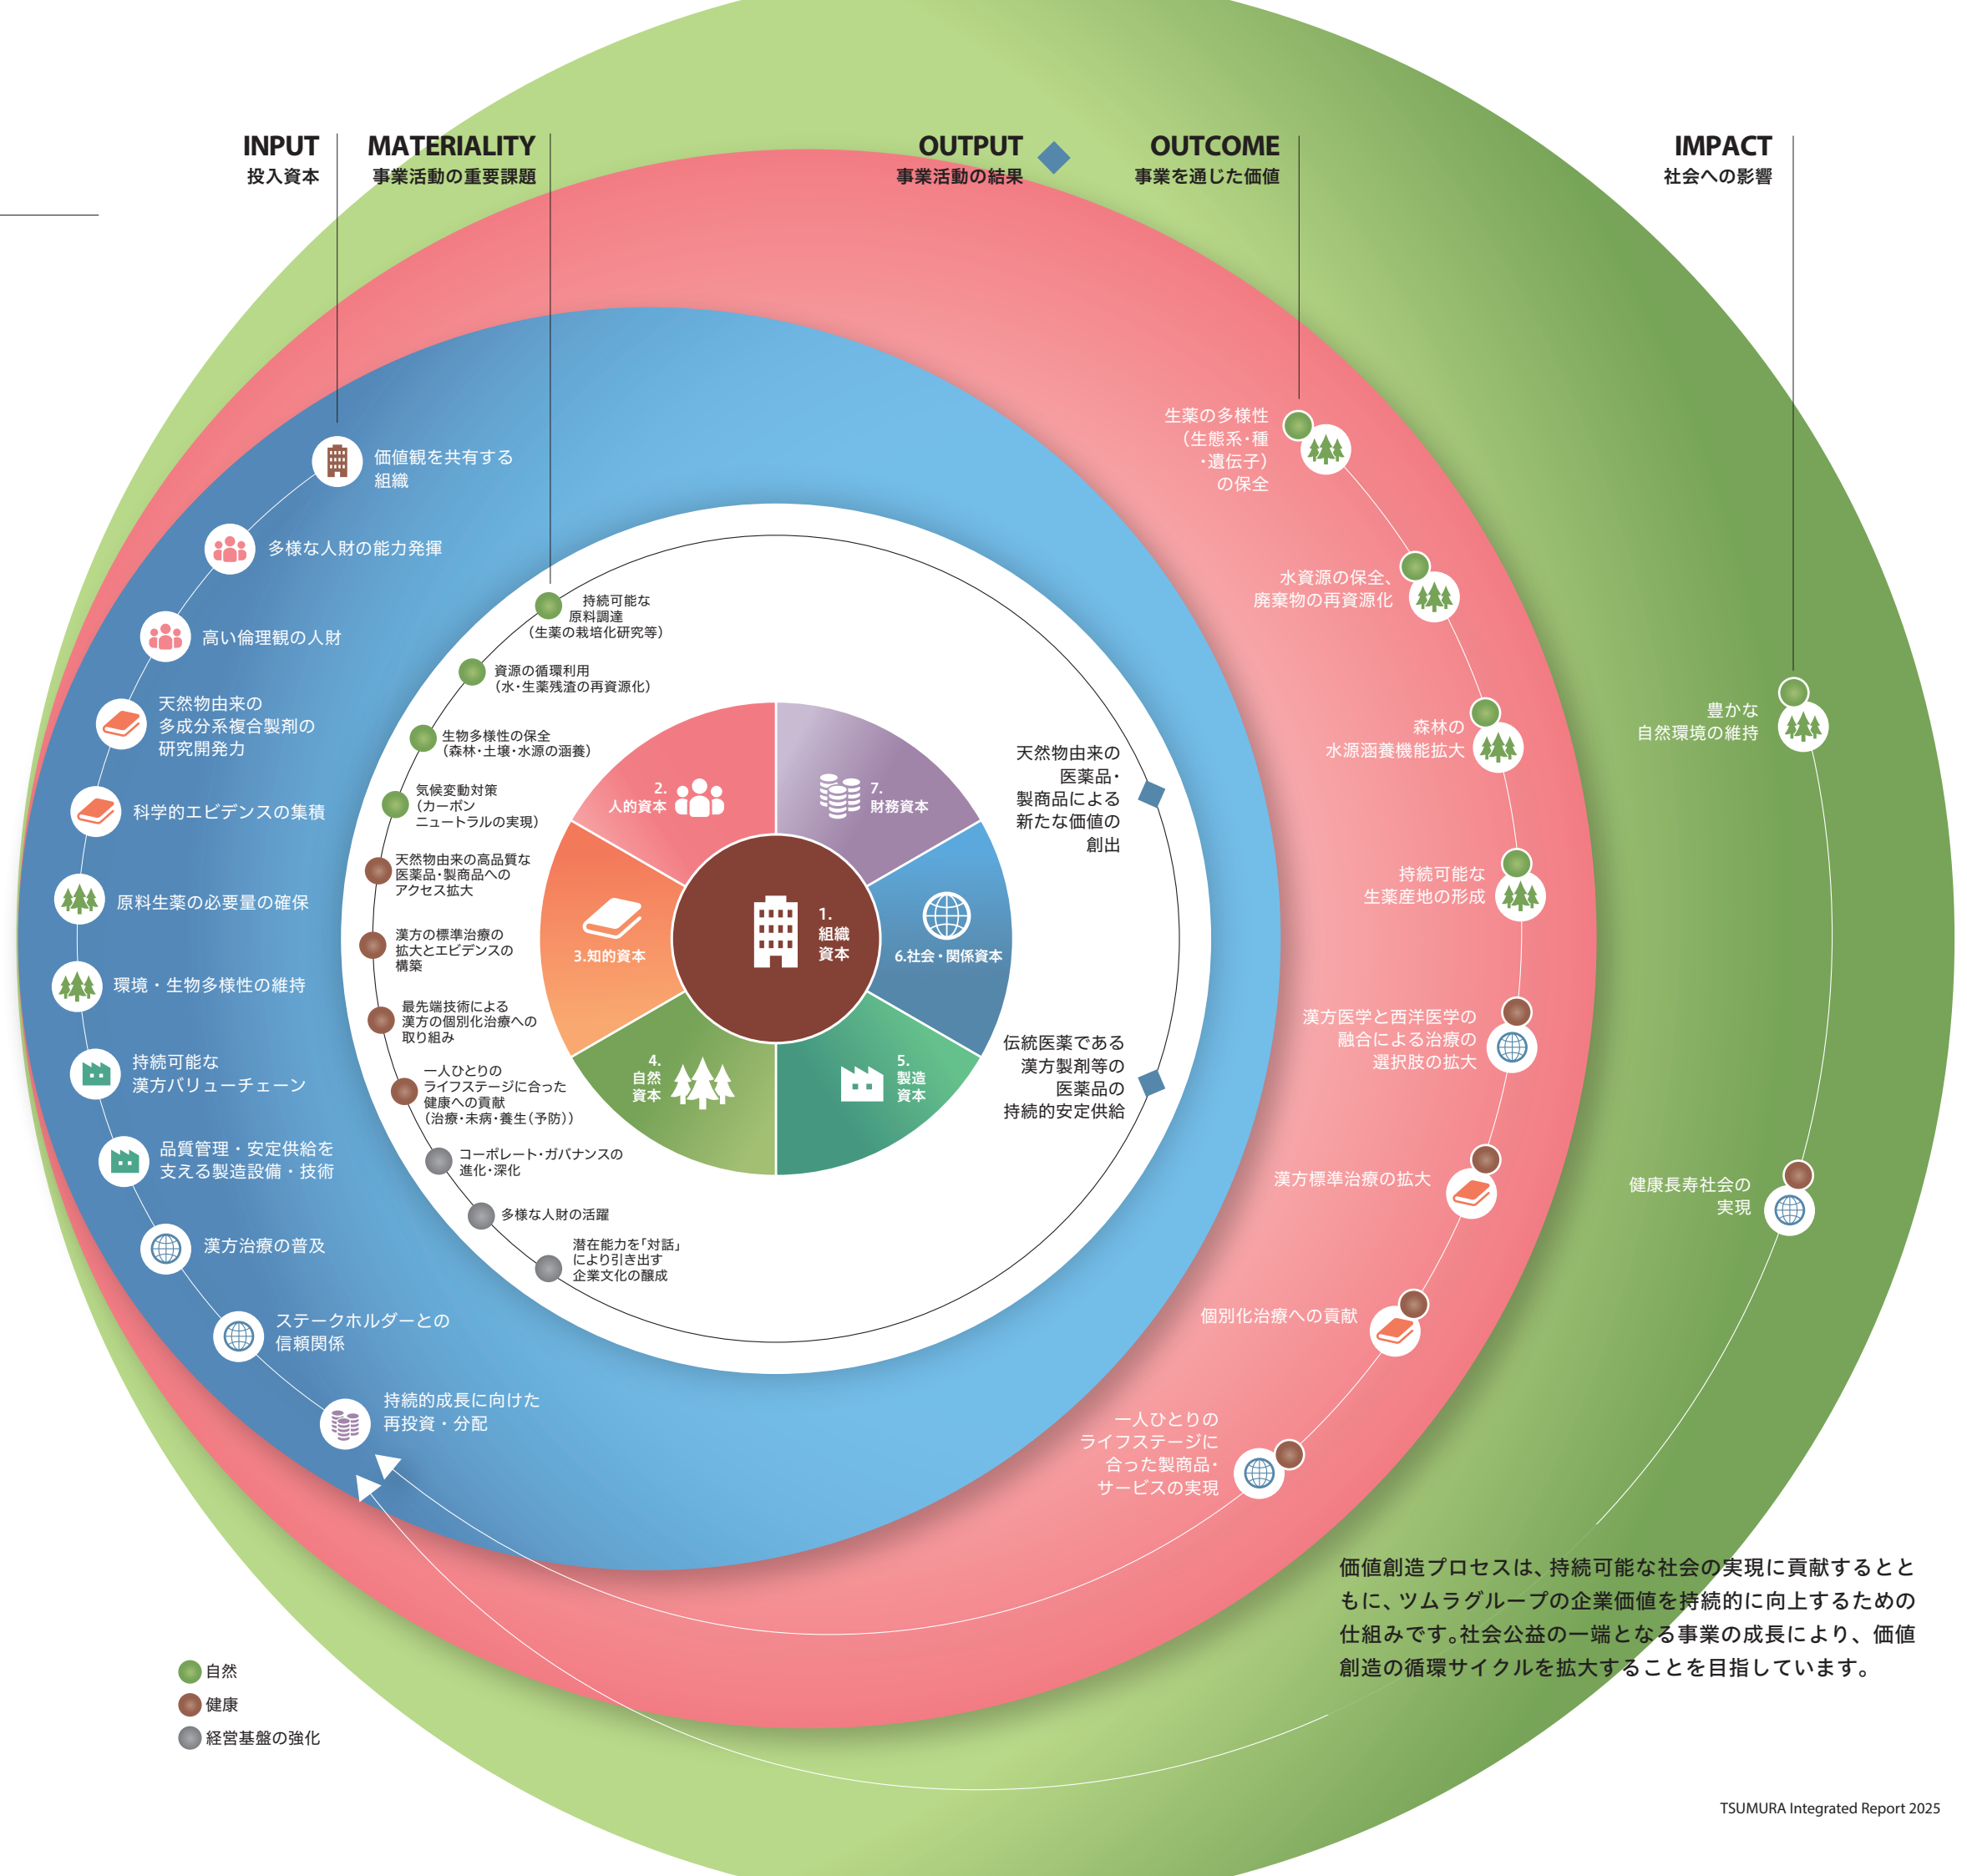 INPUT
投入資本
MATERIALITY
事業活動の重要課題
OUTPUT
事業活動の結果
OUTCOME
事業を通じた価値
IMPACT
社会への影響
価値観を共有する
組織
多様な人財の能力発揮
高い倫理観の人財
天然物由来の
多成分系複合製剤の
研究開発力
科学的エビデンスの集積
原料生薬の必要量の確保
環境・生物多様性の維持
持続可能な
漢方バリューチェーン
品質管理・安定供給を
支える製造設備・技術
漢方治療の普及
ステークホルダーとの
信頼関係
持続的成長に向けた
再投資・分配
持続可能な
原料調達
（生薬の栽培化研究等）
資源の循環利用
（水・生薬残渣の再資源化）
生物多様性の保全
（森林・土壌・水源の涵養）
気候変動対策
（カーボン
ニュートラルの実現）
天然物由来の高品質な
医薬品・製商品への
アクセス拡大
漢方の標準治療の
拡大とエビデンスの
構築
最先端技術による
漢方の個別化治療への
取り組み
一人ひとりの
ライフステージに合った
健康への貢献
（治療・未病・養生（予防））
コーポレート・ガバナンスの
進化・深化
多様な人財の活躍
潜在能力を「対話」
により引き出す
企業文化の醸成
1.
組織
資本
2.
人的資本
3.知的資本
4.
自然
資本
5.
製造
資本
6.社会・関係資本
7.
財務資本
天然物由来の
医薬品・
製商品による
新たな価値の
創出
伝統医薬である
漢方製剤等の
医薬品の
持続的安定供給
生薬の多様性
（生態系・種
・遺伝子）
の保全
水資源の保全、
廃棄物の再資源化
森林の
水源涵養機能拡大
持続可能な
生薬産地の形成
漢方医学と西洋医学の
融合による治療の
選択肢の拡大
漢方標準治療の拡大
個別化治療への貢献
一人ひとりの
ライフステージに
合った製商品・
サービスの実現
豊かな
自然環境の維持
健康長寿社会の
実現
価値創造プロセスは、持続可能な社会の実現に貢献するとと
もに、ツムラグループの企業価値を持続的に向上するための
仕組みです。社会公益の一端となる事業の成長により、価値
創造の循環サイクルを拡大することを目指しています。
自然
健康
経営基盤の強化
TSUMURA Integrated Report 2025